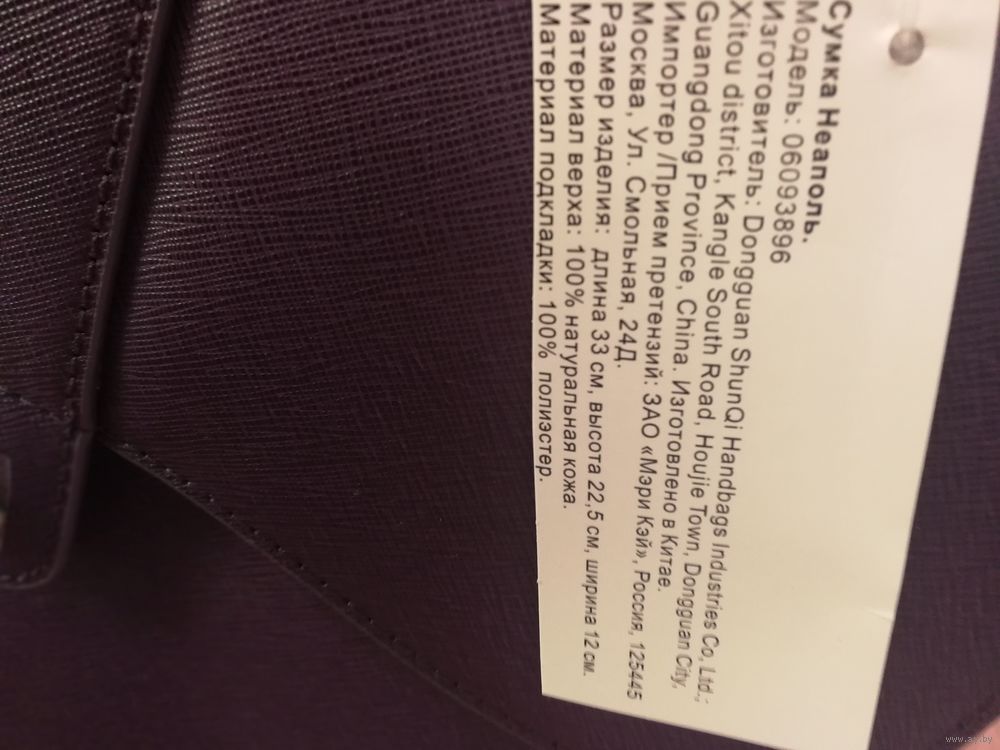 Сумка Неаполь.
Модель: 06093896
Изготовитель: Dongguan ShunQi Handbags Industries Co, Ltd.;
Xitou district, Kangle South Road, Houjie Town, Dongguan City,
Guangdong Province, China. Изготовлено в Китае.
Импортер /Прием претензий: ЗАО «Мэри Кэй», Россия, 125445
Москва, Ул. Смольная, 24Д.
Размер изделия: длина 33 см, высота 22,5 см, ширина 12 см.
Материал верха: 100% натуральная кожа.
Материал подкладки: 100% полиэстер.
www.ay.by